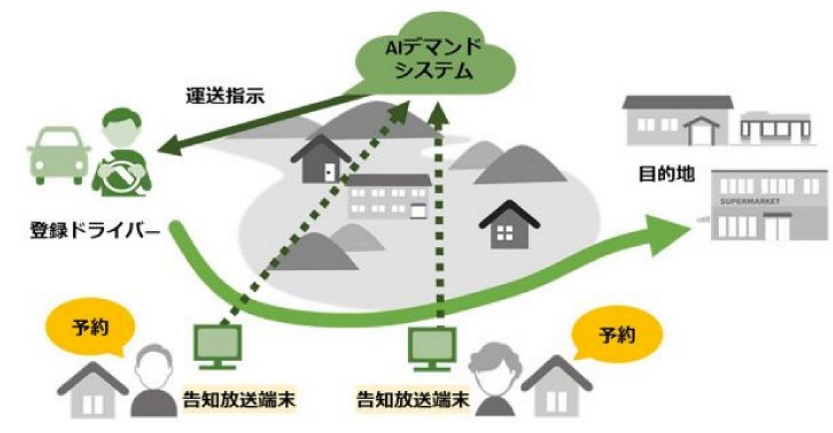 AIデマンド
システム
運送指示
登録ドライバー
目的地
SUPERMARKET
予約
告知放送端末
告知放送端末
予約